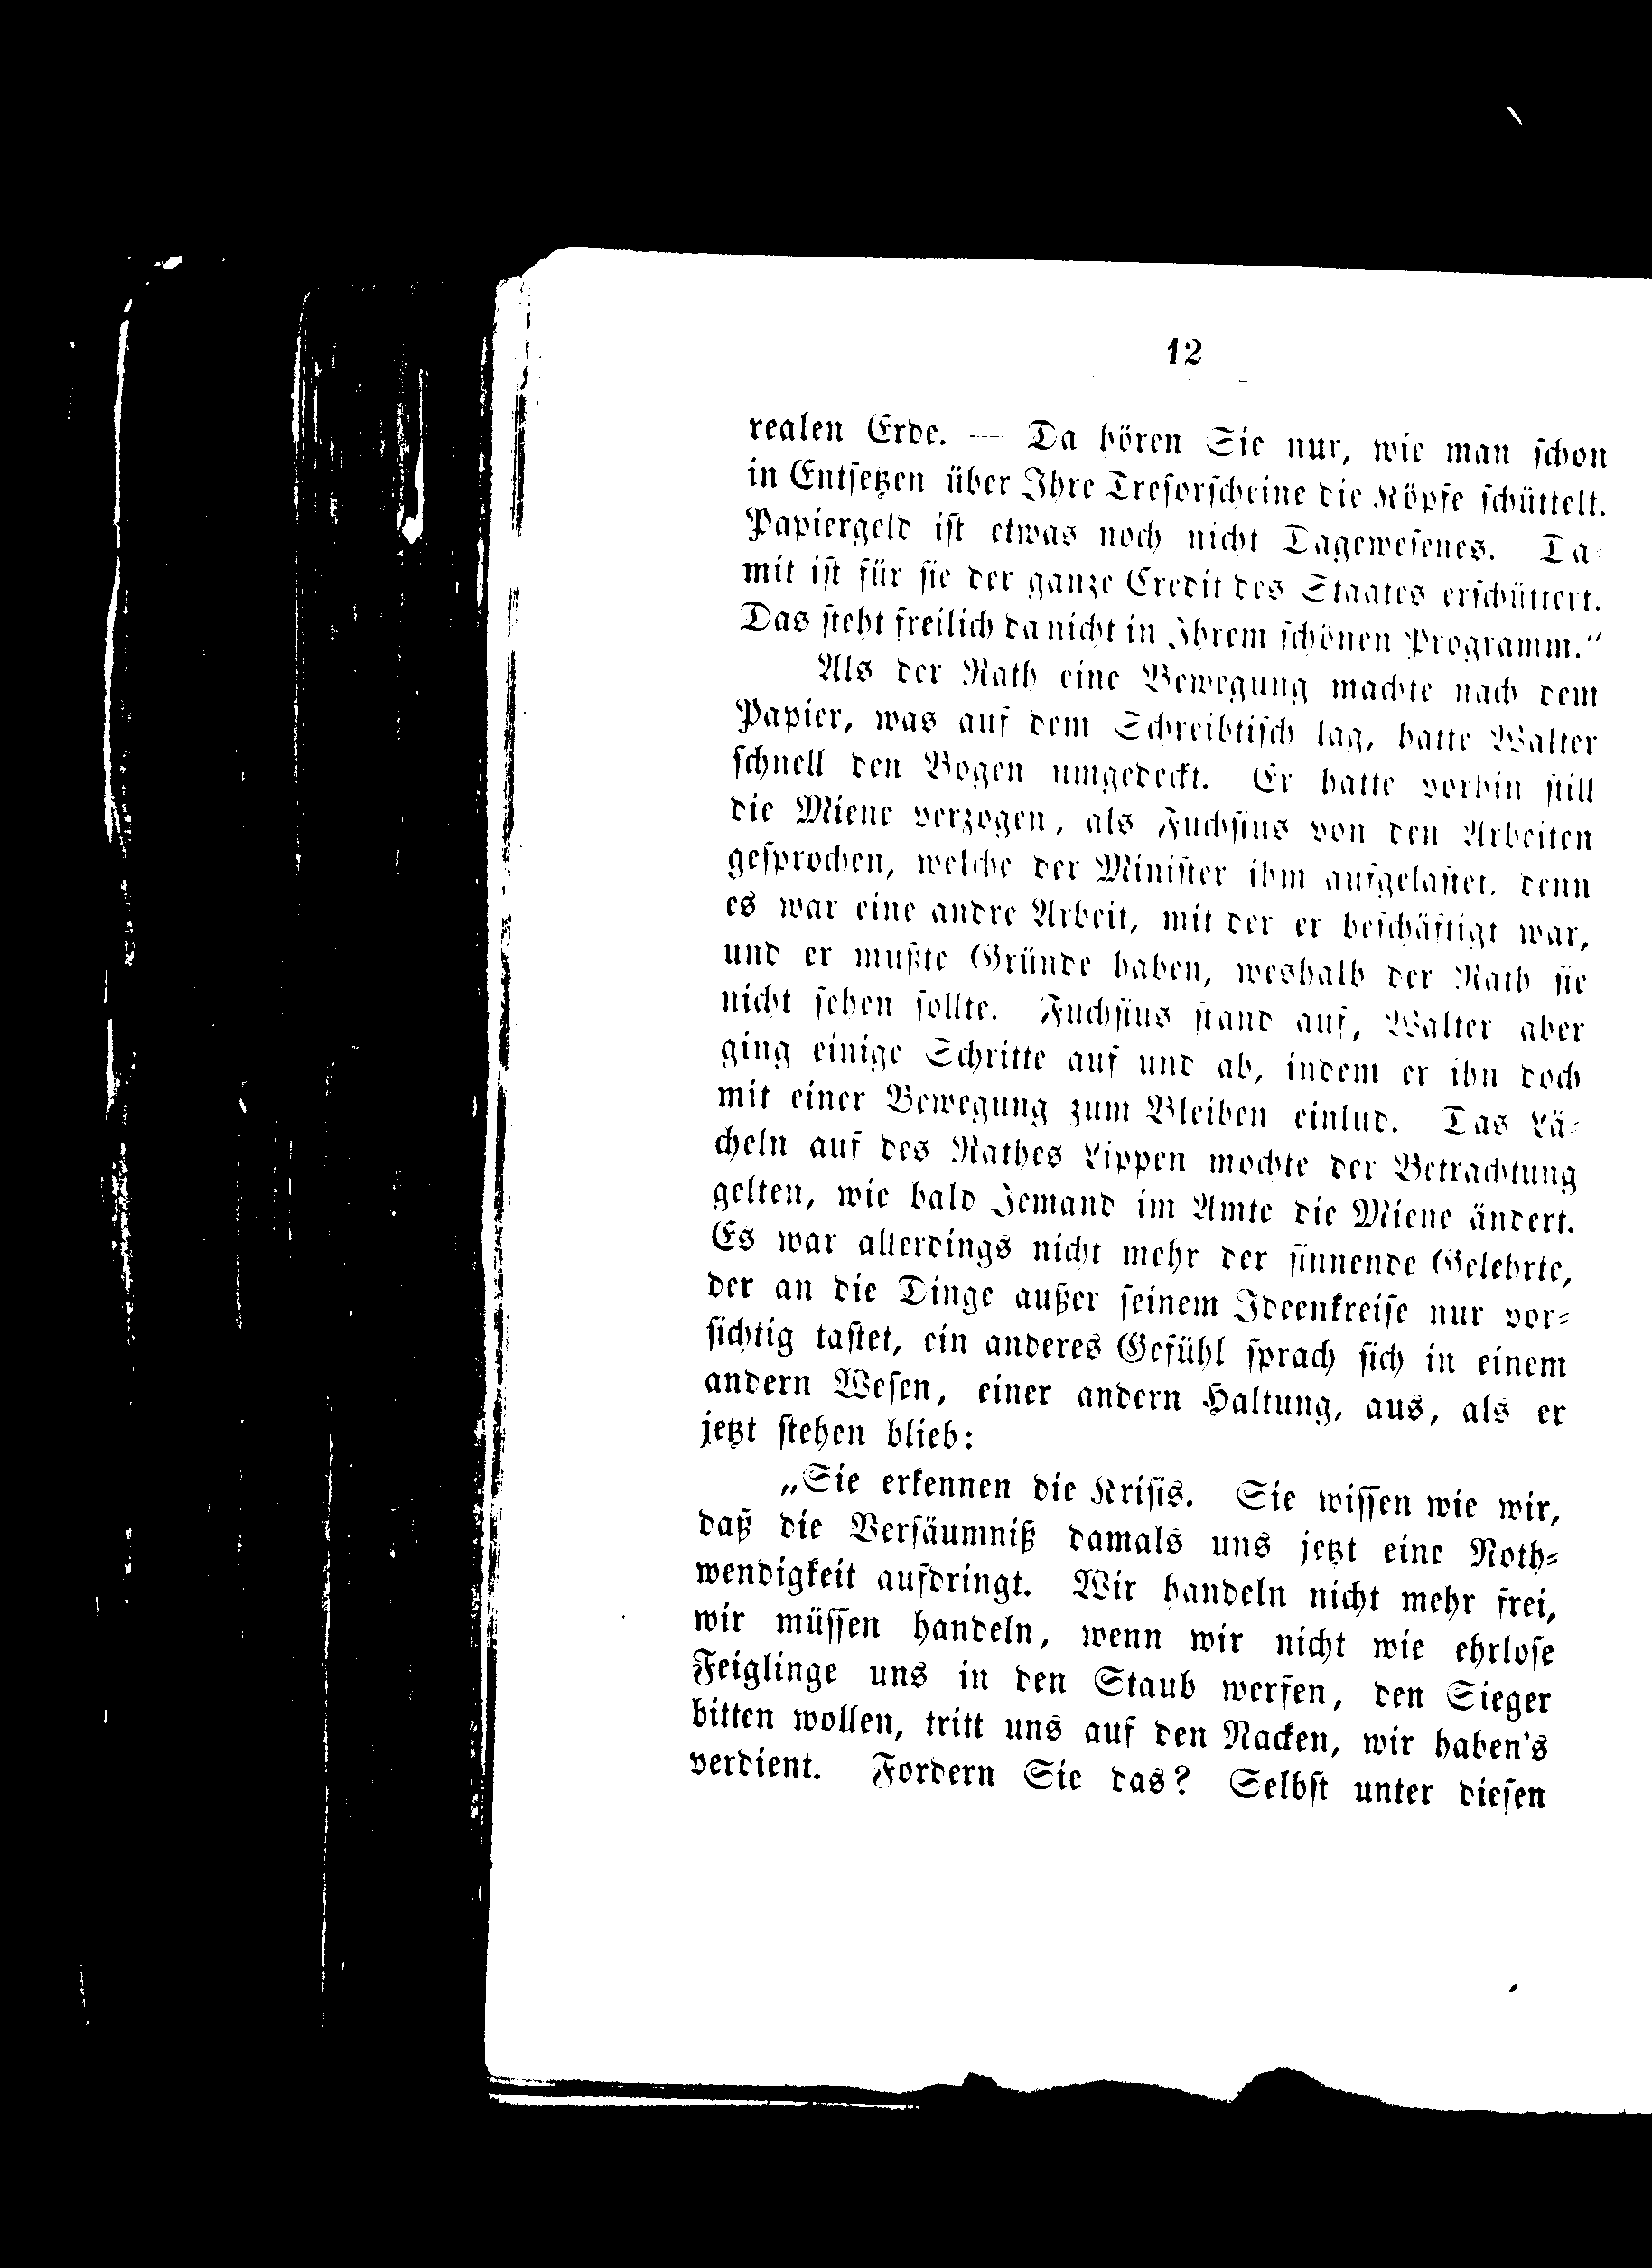 12
realen Erde. — Da hören Sie nur, wie man ſchon
in Entſetzen über Ihre Treſorſcheine die Köpfe ſchüttelt.
Papiergeld iſt etwas noch nicht Dageweſenes. Da-
mit iſt für ſie der ganze Credit des Staates erſchüttert.
Das ſteht freilich da nicht in Ihrem ſchönen Programm.“
Als der Rath eine Bewegung machte nach dem
Papier, was auf dem Schreibtiſch lag, hatte Walter
ſchnell den Bogen umgedeckt. Er hatte vorhin ſtill
die Miene verzogen, als Fuchſius von den Arbeiten
geſprochen, welche der Miniſter ihm aufgelaſtet, denn
es war eine andre Arbeit, mit der er beſchäftigt war,
und er mußte Gründe haben, weshalb der Rath ſie
nicht ſehen ſollte. Fuchſius ſtand auf, Walter aber
ging einige Schritte auf und ab, indem er ihn doch
mit einer Bewegung zum Bleiben einlud. Das Lä-
cheln auf des Rathes Lippen mochte der Betrachtung
gelten, wie bald Jemand im Amte die Miene ändert.
Es war allerdings nicht mehr der ſinnende Gelehrte,
der an die Dinge außer ſeinem Ideenkreiſe nur vor-
ſichtig taſtet, ein anderes Gefühl ſprach ſich in einem
andern Weſen, einer andern Haltung, aus, als er
jetzt ſtehen blieb:
„Sie erkennen die Kriſis. Sie wiſſen wie wir,
daß die Verſäumniß damals uns jetzt eine Noth-
wendigkeit aufdringt. Wir handeln nicht mehr frei,
wir müſſen handeln, wenn wir nicht wie ehrloſe
Feiglinge uns in den Staub werfen, den Sieger
bitten wollen, tritt uns auf den Nacken, wir haben's
verdient. Fordern Sie das? Selbſt unter dieſen